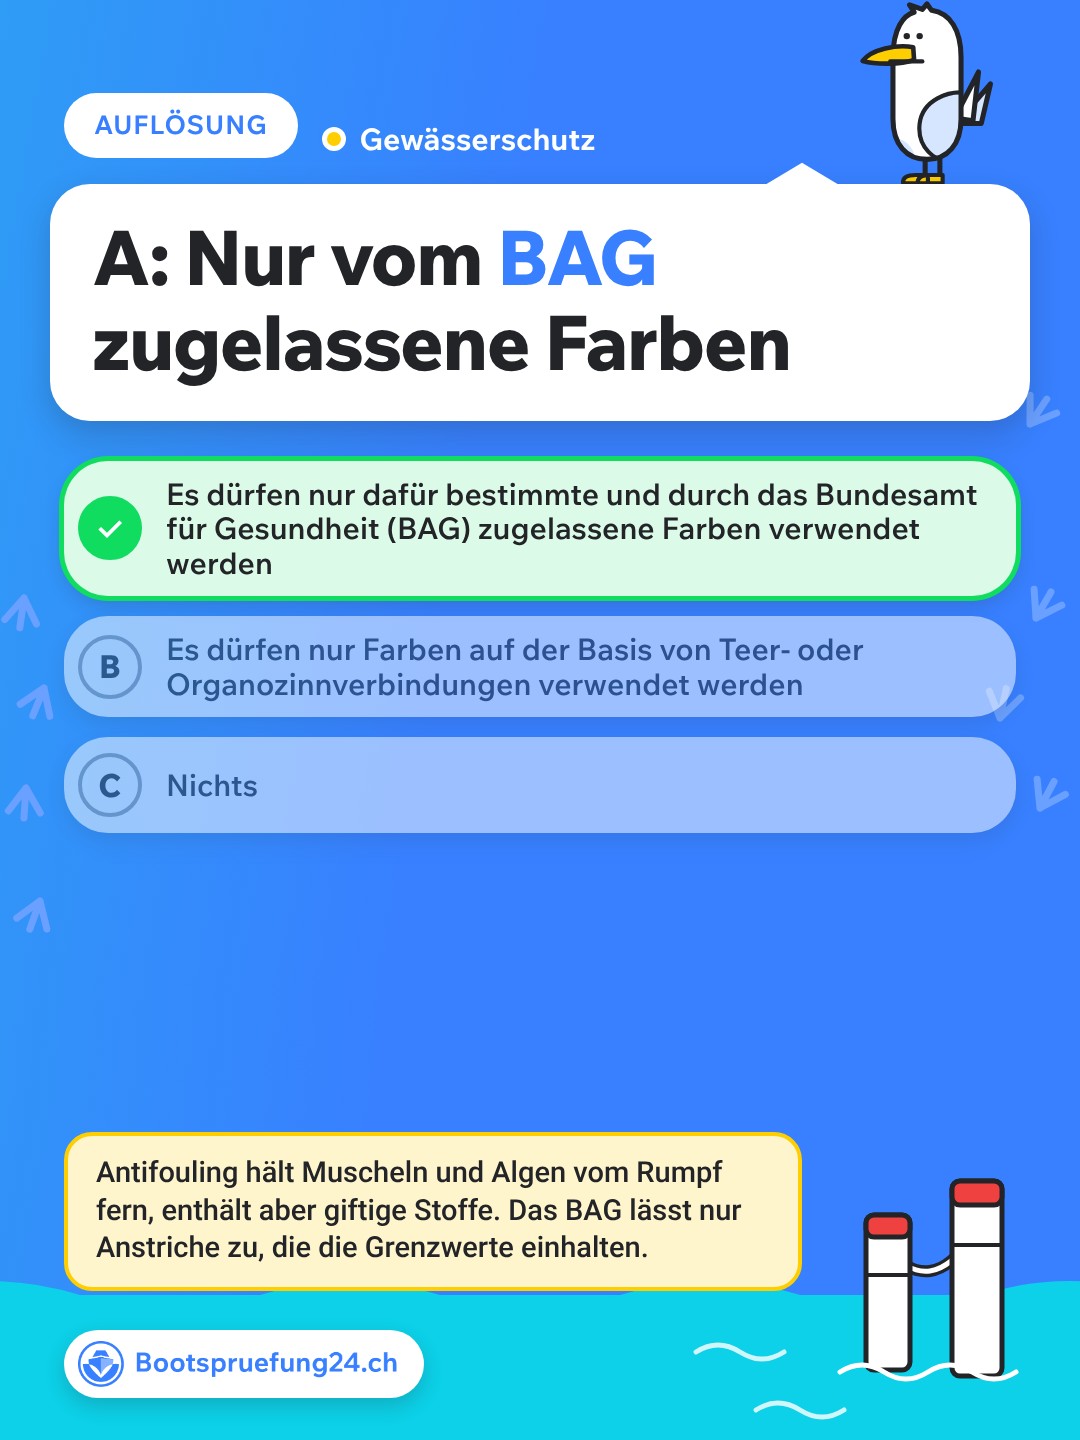 AUFLÖSUNG
Gewässerschutz
A: Nur vom BAG
zugelassene Farben
Es dürfen nur dafür bestimmte und durch das Bundesamt
für Gesundheit (BAG) zugelassene Farben verwendet
werden
B
Es dürfen nur Farben auf der Basis von Teer- oder
Organozinnverbindungen verwendet werden
C
Nichts
Antifouling hält Muscheln und Algen vom Rumpf
fern, enthält aber giftige Stoffe. Das BAG lässt nur
Anstriche zu, die die Grenzwerte einhalten.
Bootspruefung24.ch